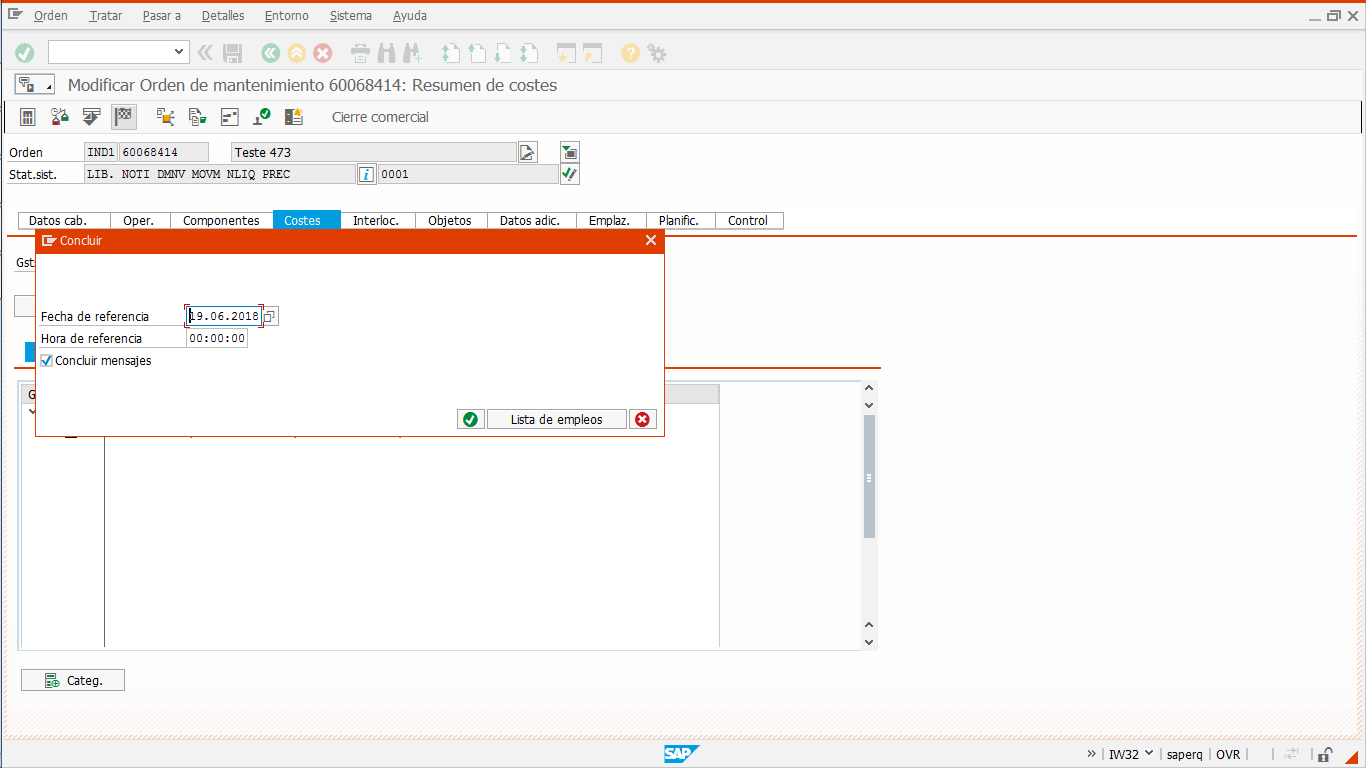 Orden Tratar Pasar a Detalles Entorno Sistema Ayuda
Modificar Orden de mantenimiento 60068414: Resumen de costes
Cierre comercial
Orden IND1 60068414 Teste 473
Stat.sist. LIB. NOTI DMNV MOVM NLIQ PREC 0001
Datos cab. Oper. Componentes Costes Interloc. Objetos Datos adic. Emplaz. Planific. Control
Concluir
Fecha de referencia 19.06.2018
Hora de referencia 00:00:00
Concluir mensajes
Lista de empleos
Categ.
SAP
» IW32 saperq OVR